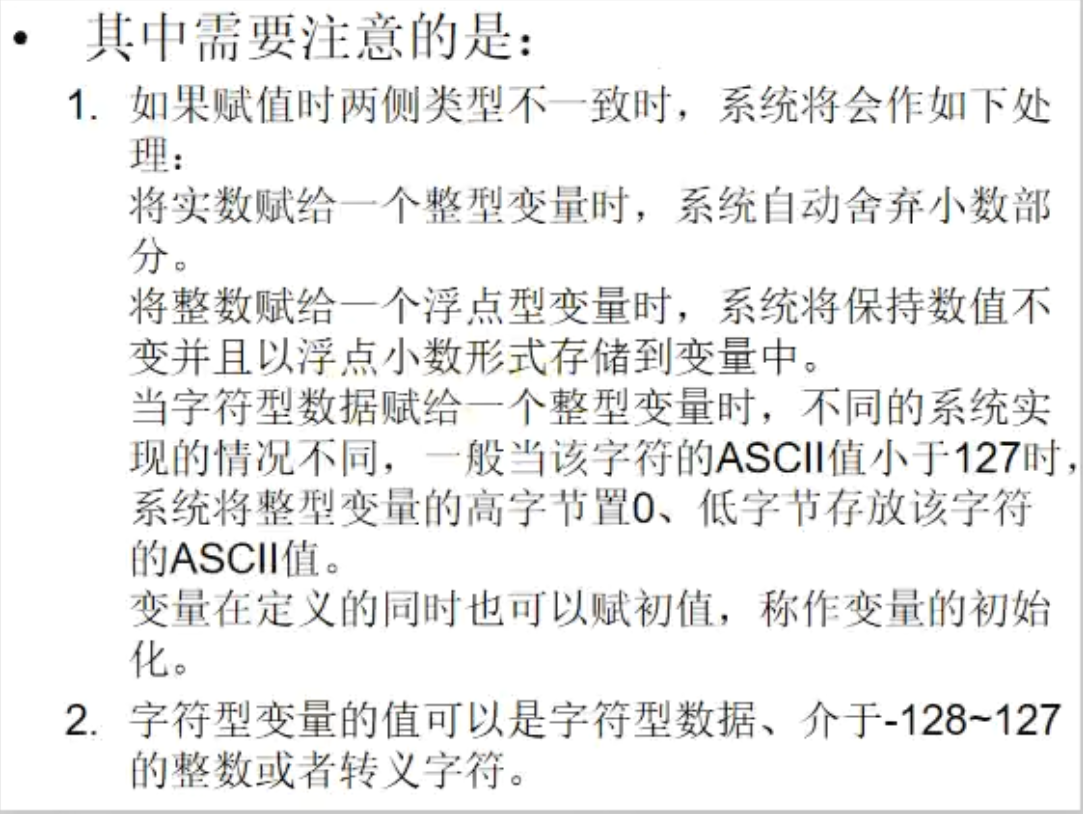 • 其中需要注意的是：
1. 如果赋值时两侧类型不一致时，系统将会作如下处
理：
将实数赋给一个整型变量时，系统自动舍弃小数部
分。
将整数赋给一个浮点型变量时，系统将保持数值不
变并且以浮点小数形式存储到变量中。
当字符型数据赋给一个整型变量时，不同的系统实
现的情况不同，一般当该字符的ASCII值小于127时，
系统将整型变量的高字节置0、低字节存放该字符
的ASCII值。
变量在定义的同时也可以赋初值，称作变量的初始
化。
2. 字符型变量的值可以是字符型数据、介于-128~127
的整数或者转义字符。